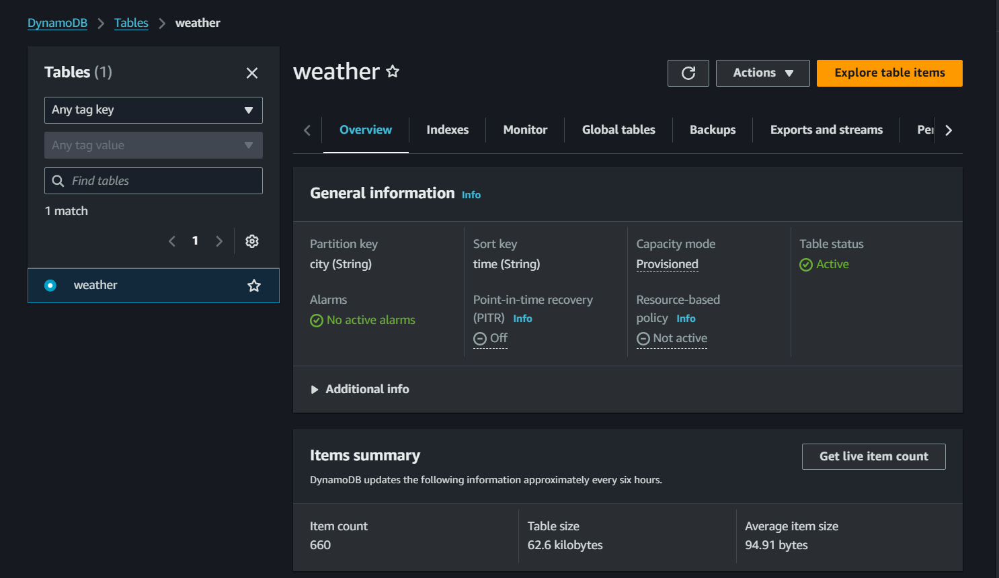 DynamoDB > Tables > weather
Tables (1)
Any tag key
Any tag value
Find tables
1 match
1
weather
weather
Actions
Explore table items
Overview
Indexes
Monitor
Global tables
Backups
Exports and streams
General information Info
Partition key
city (String)
Sort key
time (String)
Capacity mode
Provisioned
Table status
Active
Alarms
No active alarms
Point-in-time recovery
(PITR) Info
Off
Resource-based
policy Info
Not active
Additional info
Items summary
Get live item count
DynamoDB updates the following information approximately every six hours.
Item count
660
Table size
62.6 kilobytes
Average item size
94.91 bytes